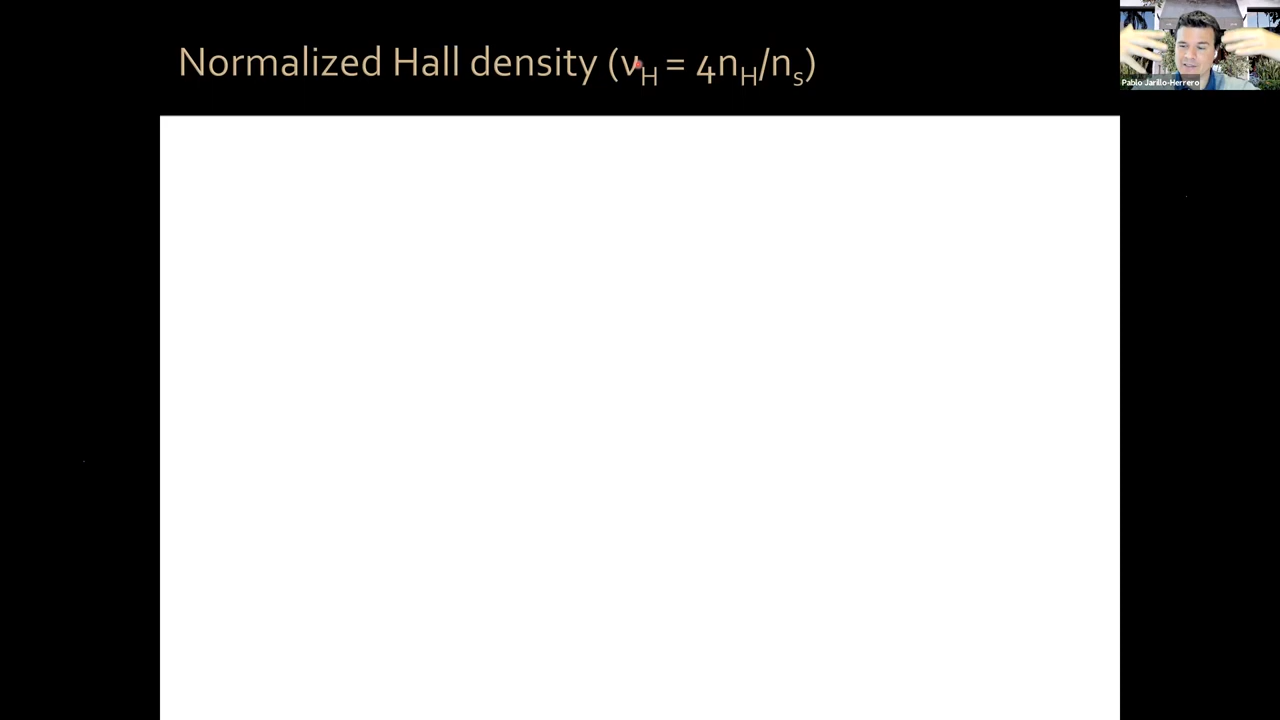 Normalized Hall density (νH = 4nH/ns)
Pablo Jarillo-Herrero